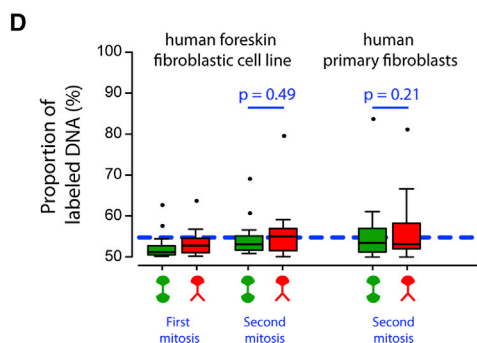 D
human foreskin
fibroblastic cell line
human
primary fibroblasts
p = 0.49
p = 0.21
Proportion of
labeled DNA (%)
100
90
80
70
60
50
First
mitosis
Second
mitosis
Second
mitosis